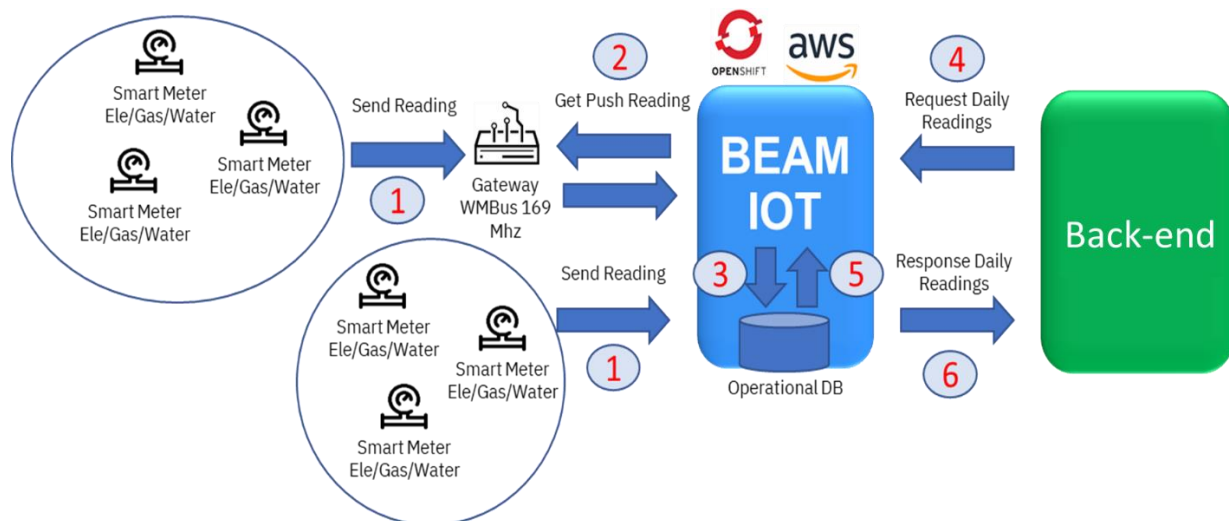 Smart Meter
Ele/Gas/Water
Smart Meter
Ele/Gas/Water
Smart Meter
Ele/Gas/Water
Send Reading
1
Gateway
WMBus 169
Mhz
2
Get Push Reading
OPENSHIFT
aws
BEAM
IOT
3
5
Operational DB
4
Request Daily
Readings
Back-end
Response Daily
Readings
6
Send Reading
1
Smart Meter
Ele/Gas/Water
Smart Meter
Ele/Gas/Water
Smart Meter
Ele/Gas/Water